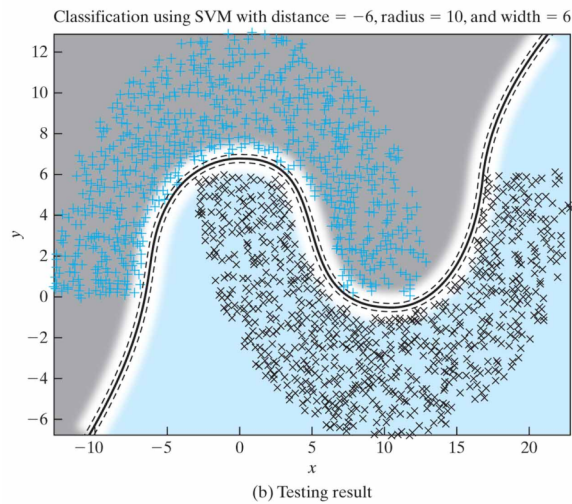 Classification using SVM with distance = −6, radius = 10, and width = 6
12
10
8
6
4
2
0
−2
−4
−6
y
−10 −5 0 5 10 15 20
x
(b) Testing result